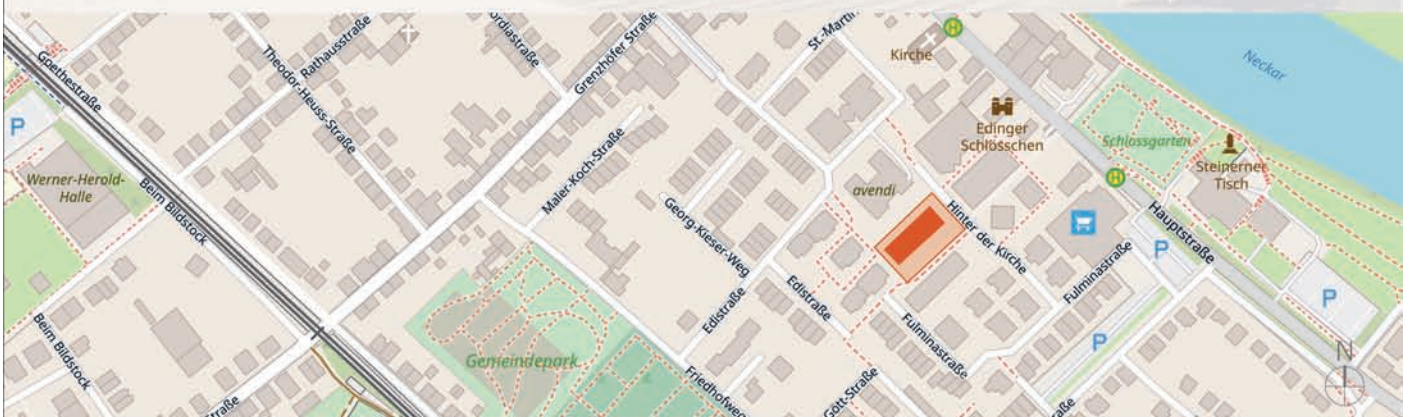 Goethestraße
Theodor-Heuss-Straße
Rathausstraße
Grenzhöfer Straße
St.-Martin
Kirche
H
Neckar
P
Edinger
Schlösschen
Schlossgarten
Steinerner
Tisch
Werner-Herold-
Halle
Maler-Koch-Straße
avendi
H
Beim Bildstock
Georg-Kieser-Weg
Hinter der Kirche
Hauptstraße
P
Fulminastraße
P
Edistraße
Edistraße
Fulminastraße
P
Beim Bildstock
Gemeindepark
Friedhofweg
N